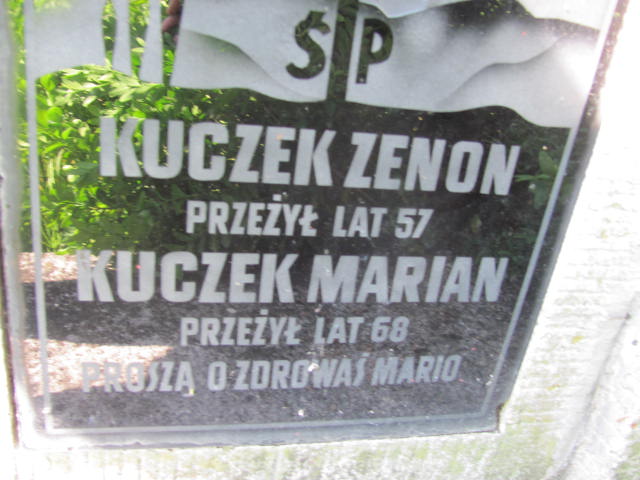 ŚP
KUCZEK ZENON
PRZEŻYŁ LAT 57
KUCZEK MARIAN
PRZEŻYŁ LAT 68
PROSZĄ O ZDROWAŚ MARIO